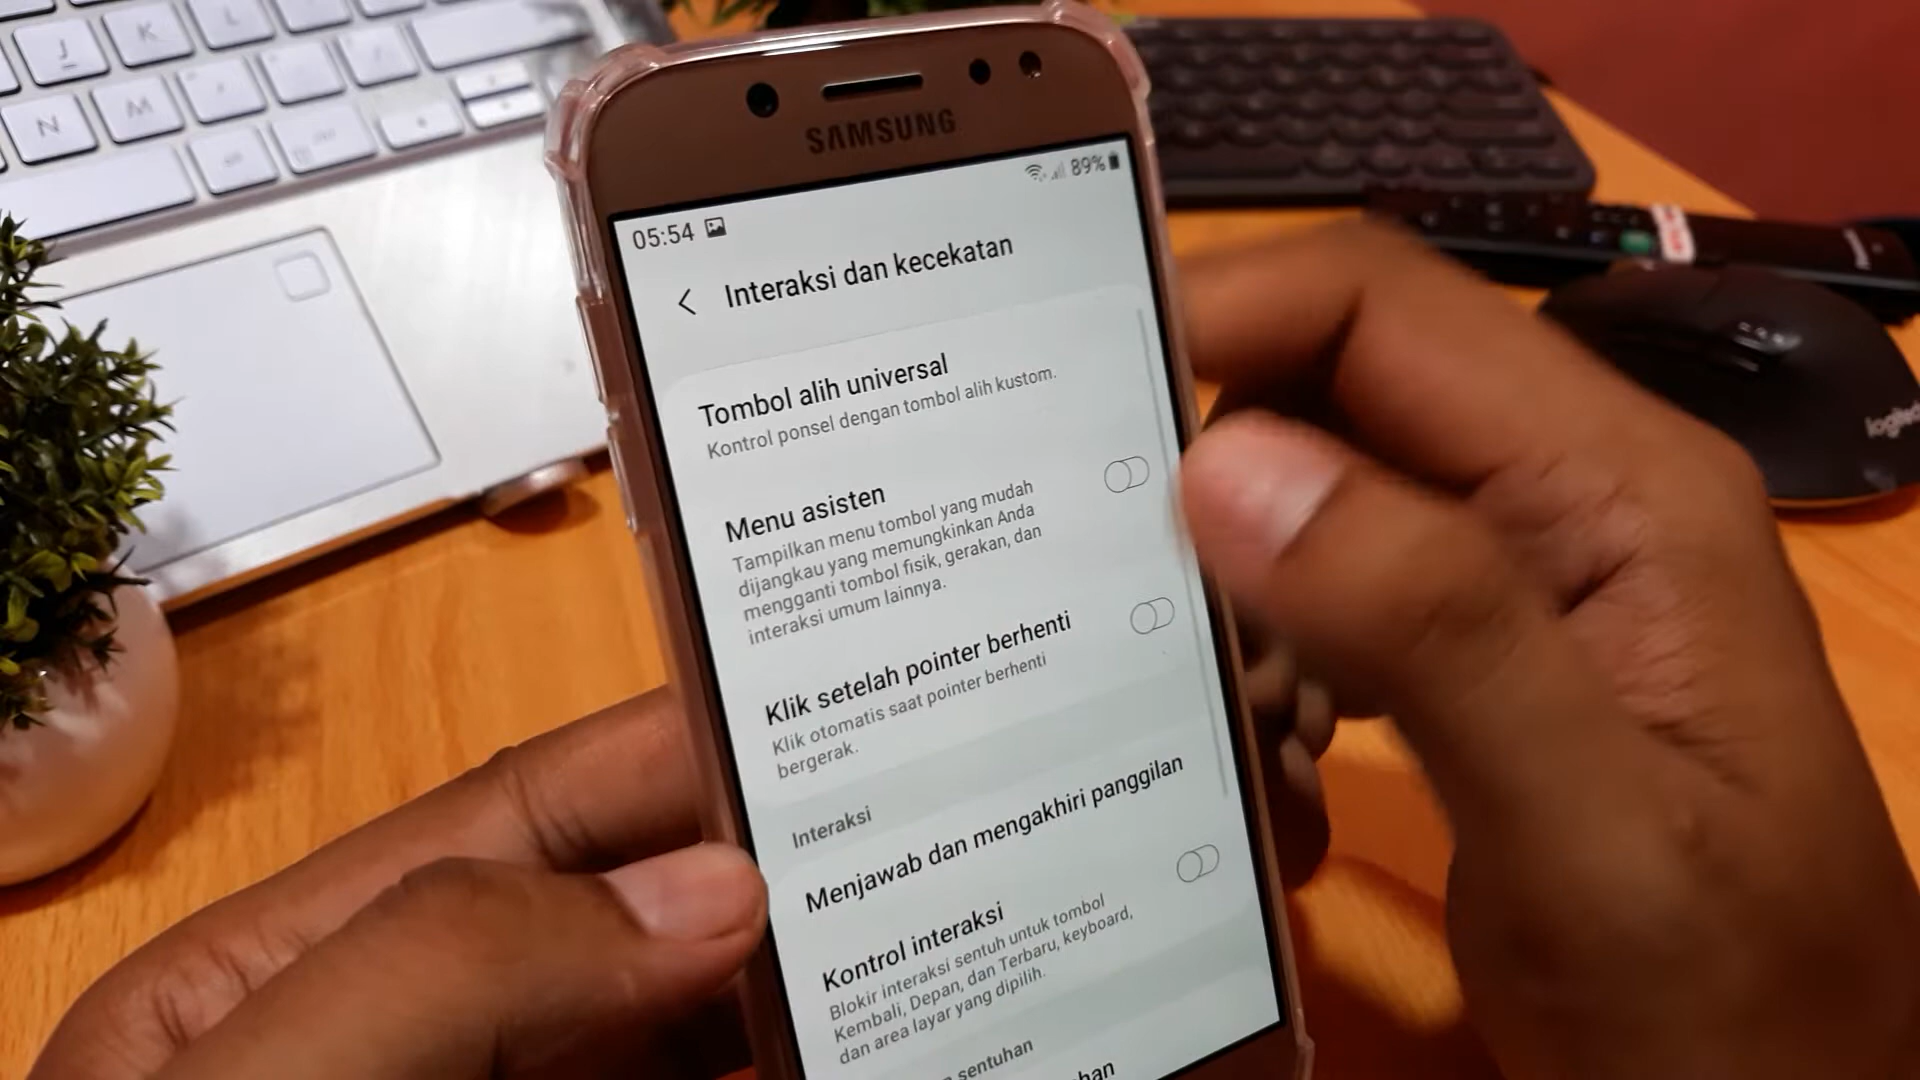 J K L
N M
SAMSUNG
89%
05:54
Interaksi dan kecekatan
Tombol alih universal
Kontrol ponsel dengan tombol alih kustom.
Menu asisten
Tampilkan menu tombol yang mudah
dijangkau yang memungkinkan Anda
mengganti tombol fisik, gerakan, dan
interaksi umum lainnya.
Klik setelah pointer berhenti
Klik otomatis saat pointer berhenti
bergerak.
Interaksi
Menjawab dan mengakhiri panggilan
Kontrol interaksi
Blokir interaksi sentuh untuk tombol
Kembali, Depan, dan Terbaru, keyboard,
dan area layar yang dipilih.
sentuhan